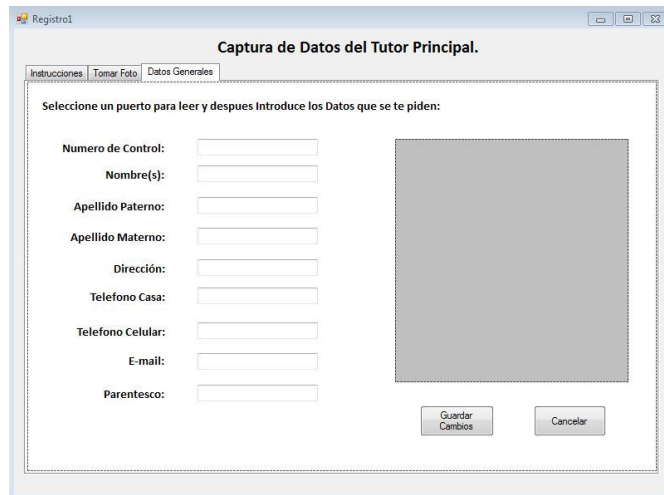 Registro1
Captura de Datos del Tutor Principal.
Instrucciones Tomar Foto Datos Generales
Seleccione un puerto para leer y despues Introduce los Datos que se te piden:
Numero de Control:
Nombre(s):
Apellido Paterno:
Apellido Materno:
Dirección:
Telefono Casa:
Telefono Celular:
E-mail:
Parentesco:
Guardar
Cambios
Cancelar